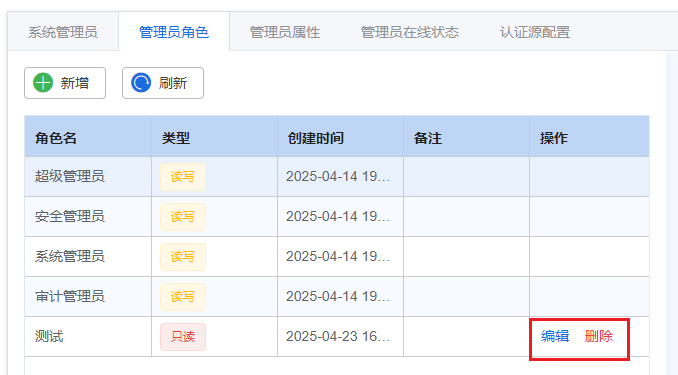 系统管理员 管理员角色 管理员属性 管理员在线状态 认证源配置
新增 刷新
角色名 类型 创建时间 备注 操作
超级管理员 读写 2025-04-14 19...
安全管理员 读写 2025-04-14 19...
系统管理员 读写 2025-04-14 19...
审计管理员 读写 2025-04-14 19...
测试 只读 2025-04-23 16... 编辑 删除